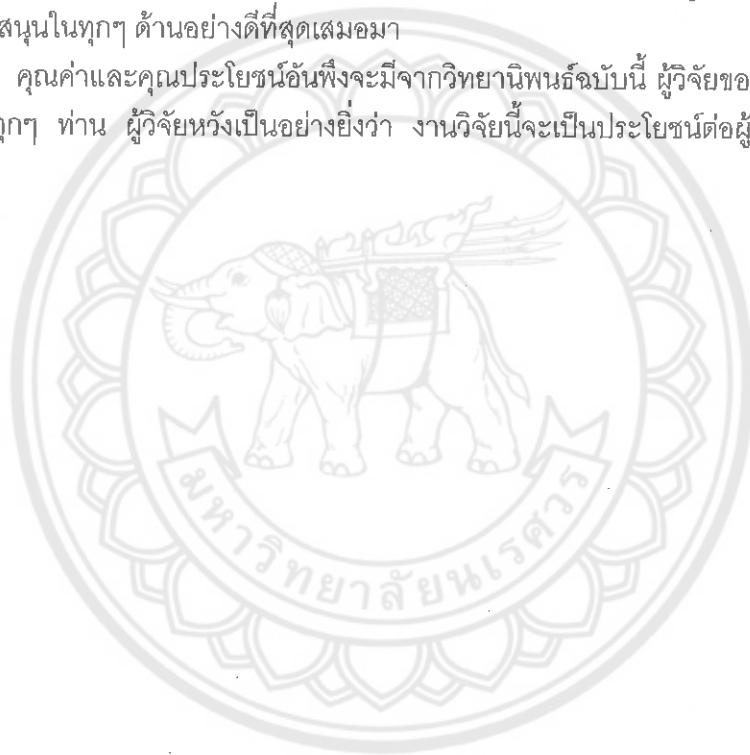 สนุนในทุกๆ ด้านอย่างดีที่สุดเสมอมา
คุณค่าและคุณประโยชน์อันพึงจะมีจากวิทยานิพนธ์ฉบับนี้ ผู้วิจัยขอ
ทุกๆ ท่าน ผู้วิจัยหวังเป็นอย่างยิ่งว่า งานวิจัยนี้จะเป็นประโยชน์ต่อผู้
มหาวิทยาลัยนเรศวร